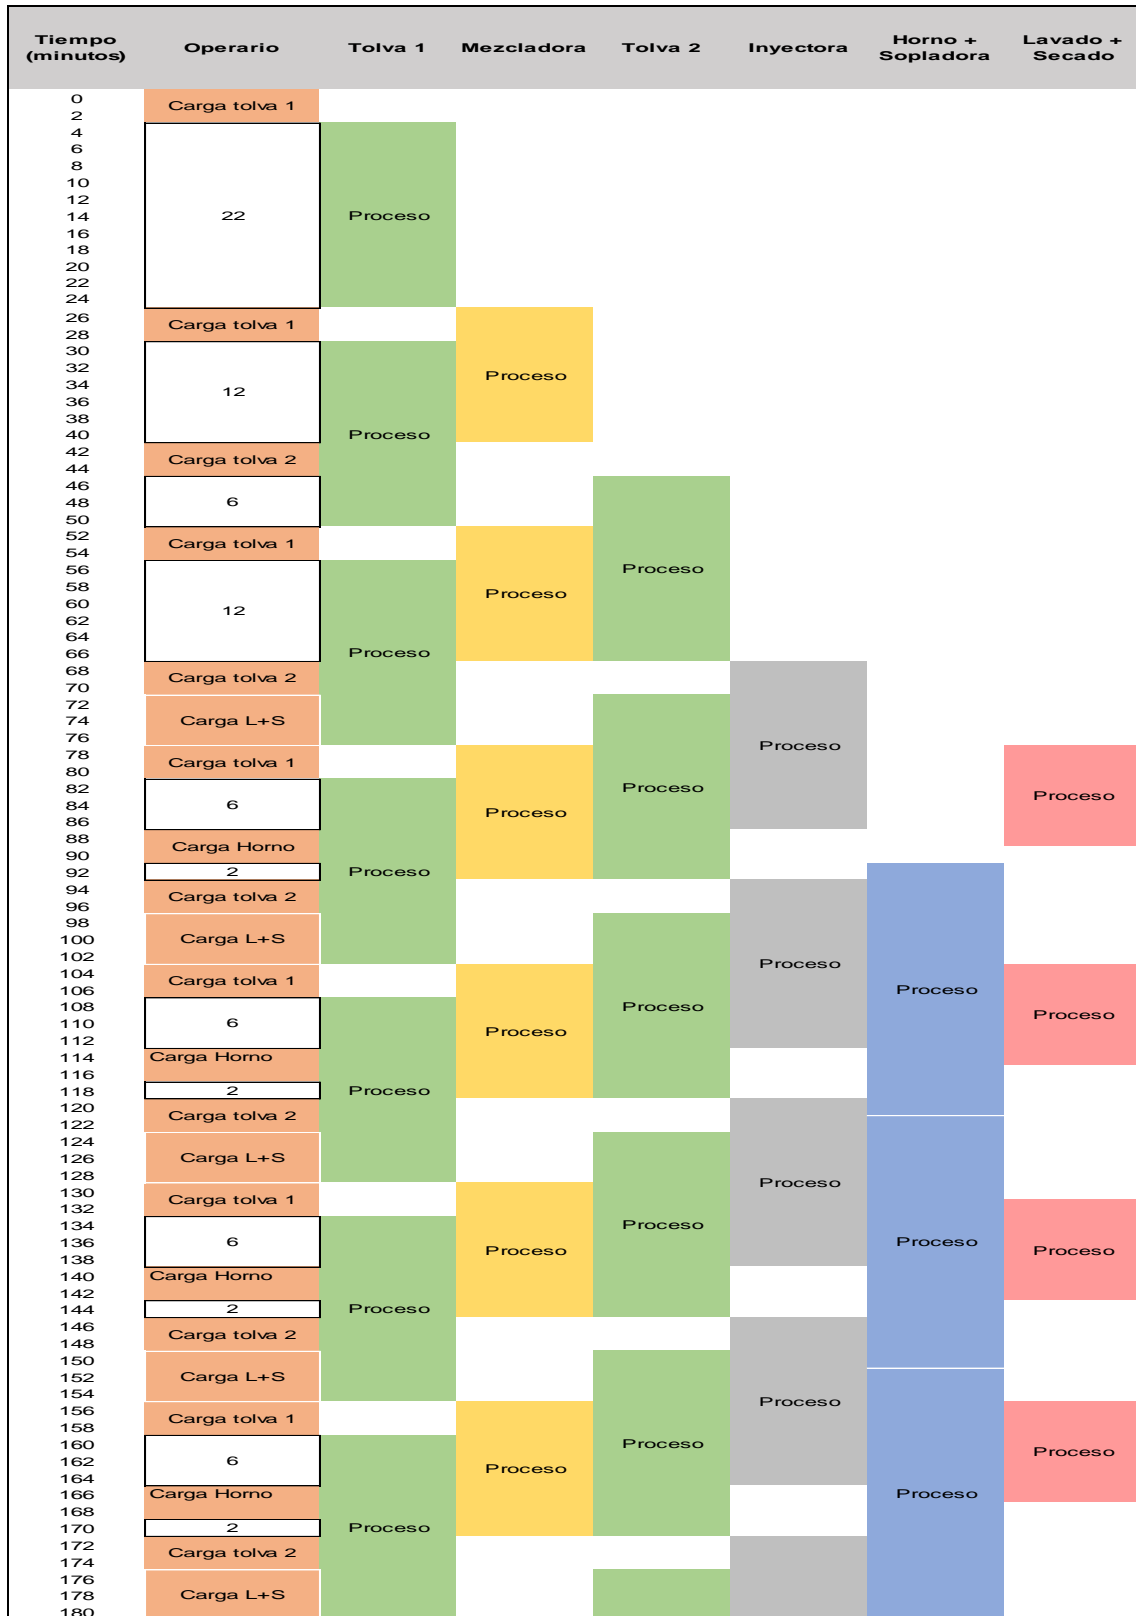 Tiempo (minutos) Operario Tolva 1 Mezcladora Tolva 2 Inyectora Horno + Sopladora Lavado + Secado
0
Carga tolva 1
2
4
6
8
10
12
14
22 Proceso
16
18
20
22
24
26
Carga tolva 1
28
30
32
Proceso
34
12
36
38
40
Proceso
42
Carga tolva 2
44
46
48
6
50
52
Carga tolva 1
54
56
Proceso
58
Proceso
60
12
62
64
66
Proceso
68
Carga tolva 2
70
72
74
Carga L+S
76
Proceso
78
Carga tolva 1
80
82
Proceso
84
6
Proceso
Proceso
86
88
Carga Horno
90
92
2
Proceso
94
Carga tolva 2
96
98
100
Carga L+S
102
Proceso
104
Carga tolva 1
106
Proceso
108
110
6
Proceso
Proceso
112
114
Carga Horno
116
118
2
Proceso
120
Carga tolva 2
122
124
126
Carga L+S
128
Proceso
130
Carga tolva 1
132
134
136
6
Proceso
Proceso
Proceso
Proceso
138
140
Carga Horno
142
144
2
Proceso
146
Carga tolva 2
148
150
152
Carga L+S
154
Proceso
156
Carga tolva 1
158
160
Proceso
162
6
Proceso
Proceso
164
166
Carga Horno
Proceso
168
170
2
Proceso
172
Carga tolva 2
174
176
178
Carga L+S
180